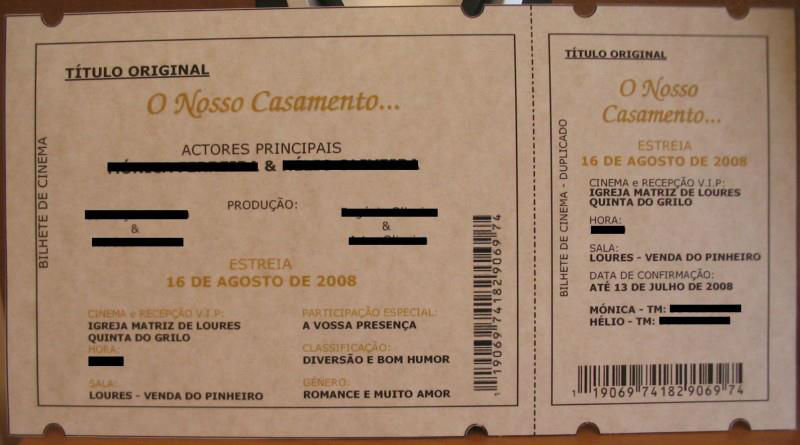 BILHETE DE CINEMA
TÍTULO ORIGINAL
O Nosso Casamento...
ACTORES PRINCIPAIS
&
PRODUÇÃO:
&
&
ESTREIA
16 DE AGOSTO DE 2008
CINEMA e RECEPÇÃO V.I.P:
IGREJA MATRIZ DE LOURES
QUINTA DO GRILO
HORA:
SALA:
LOURES - VENDA DO PINHEIRO
PARTICIPAÇÃO ESPECIAL:
A VOSSA PRESENÇA
CLASSIFICAÇÃO:
DIVERSÃO E BOM HUMOR
GÉNERO:
ROMANCE E MUITO AMOR
1 19069 74182 9069 74
BILHETE DE CINEMA - DUPLICADO
TÍTULO ORIGINAL
O Nosso
Casamento...
ESTREIA
16 DE AGOSTO DE 2008
CINEMA e RECEPÇÃO V.I.P:
IGREJA MATRIZ DE LOURES
QUINTA DO GRILO
HORA:
SALA:
LOURES - VENDA DO PINHEIRO
DATA DE CONFIRMAÇÃO:
ATÉ 13 DE JULHO DE 2008
MÓNICA - TM:
HÉLIO - TM:
1 19069 74182 9069 74